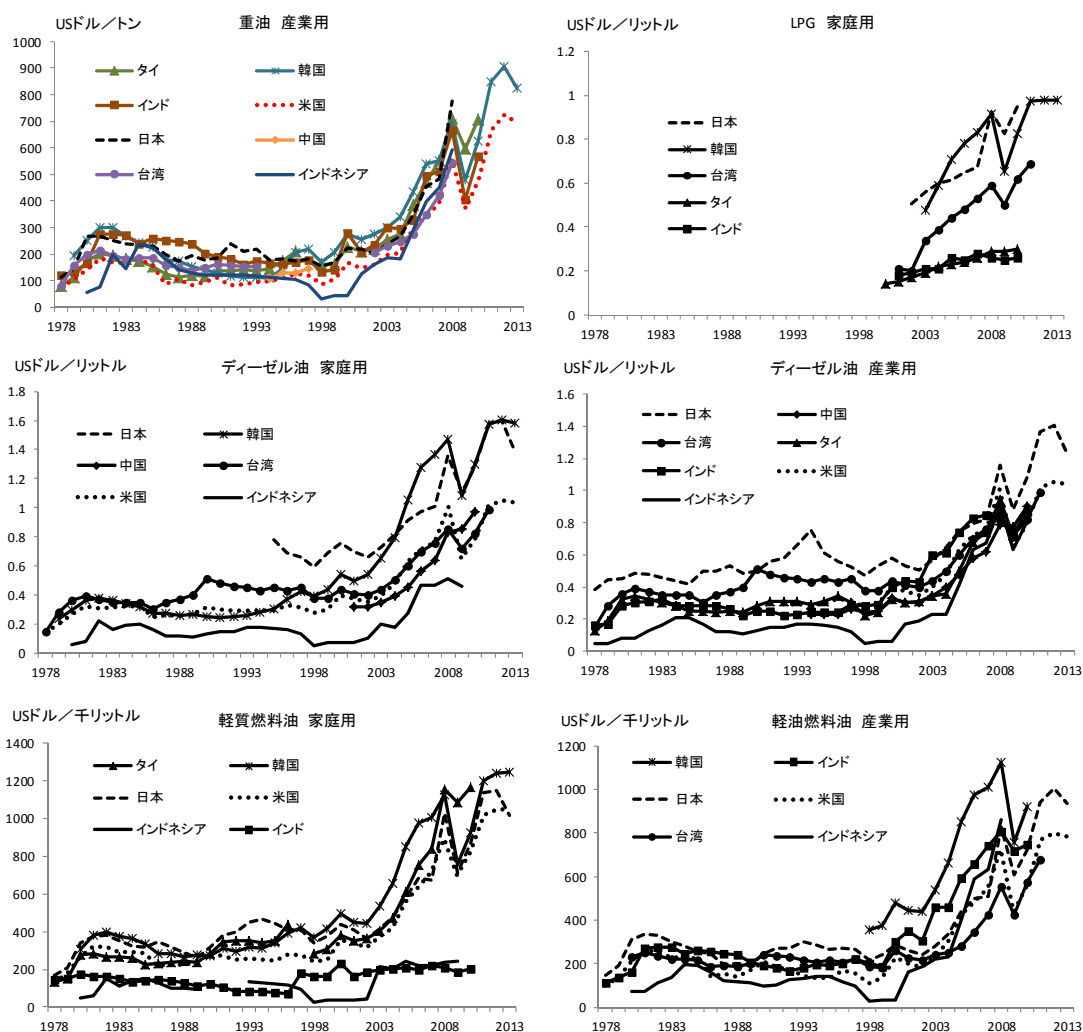 USドル/トン 重油 産業用
1000
900
800
700
600
500
400
300
200
100
0
タイ 韓国
インド 米国
日本 中国
台湾 インドネシア
1978 1983 1988 1993 1998 2003 2008 2013
USドル/リットル LPG 家庭用
1.2
1
0.8
0.6
0.4
0.2
0
日本
韓国
台湾
タイ
インド
1978 1983 1988 1993 1998 2003 2008 2013
USドル/リットル ディーゼル油 家庭用
1.8
1.6
1.4
1.2
1
0.8
0.6
0.4
0.2
0
日本 韓国
中国 台湾
米国 インドネシア
1978 1983 1988 1993 1998 2003 2008 2013
USドル/リットル ディーゼル油 産業用
1.6
1.4
1.2
1
0.8
0.6
0.4
0.2
0
日本 中国
台湾 タイ
インド 米国
インドネシア
1978 1983 1988 1993 1998 2003 2008 2013
USドル/千リットル 軽質燃料油 家庭用
1400
1200
1000
800
600
400
200
0
タイ 韓国
日本 米国
インドネシア インド
1978 1983 1988 1993 1998 2003 2008 2013
USドル/千リットル 軽油燃料油 産業用
1200
1000
800
600
400
200
0
韓国 インド
日本 米国
台湾 インドネシア
1978 1983 1988 1993 1998 2003 2008 2013